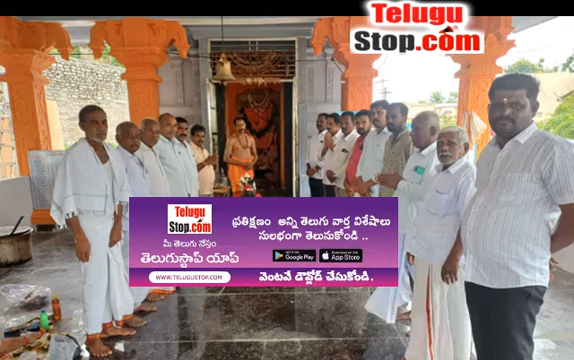 Telugu
Stop.com
Telugu
Stop.com
మీ తెలుగు నేస్తం
తెలుగుస్టాప్ యాప్
WWW.TELUGUSTOP.COM
ప్రతిక్షణం అన్ని తెలుగు వార్త విశేషాలు
సులభంగా తెలుసుకోండి ..
GET IT ON
Google Play
Download on the
App Store
వెంటనే డౌన్లోడ్ చేసుకోండి.